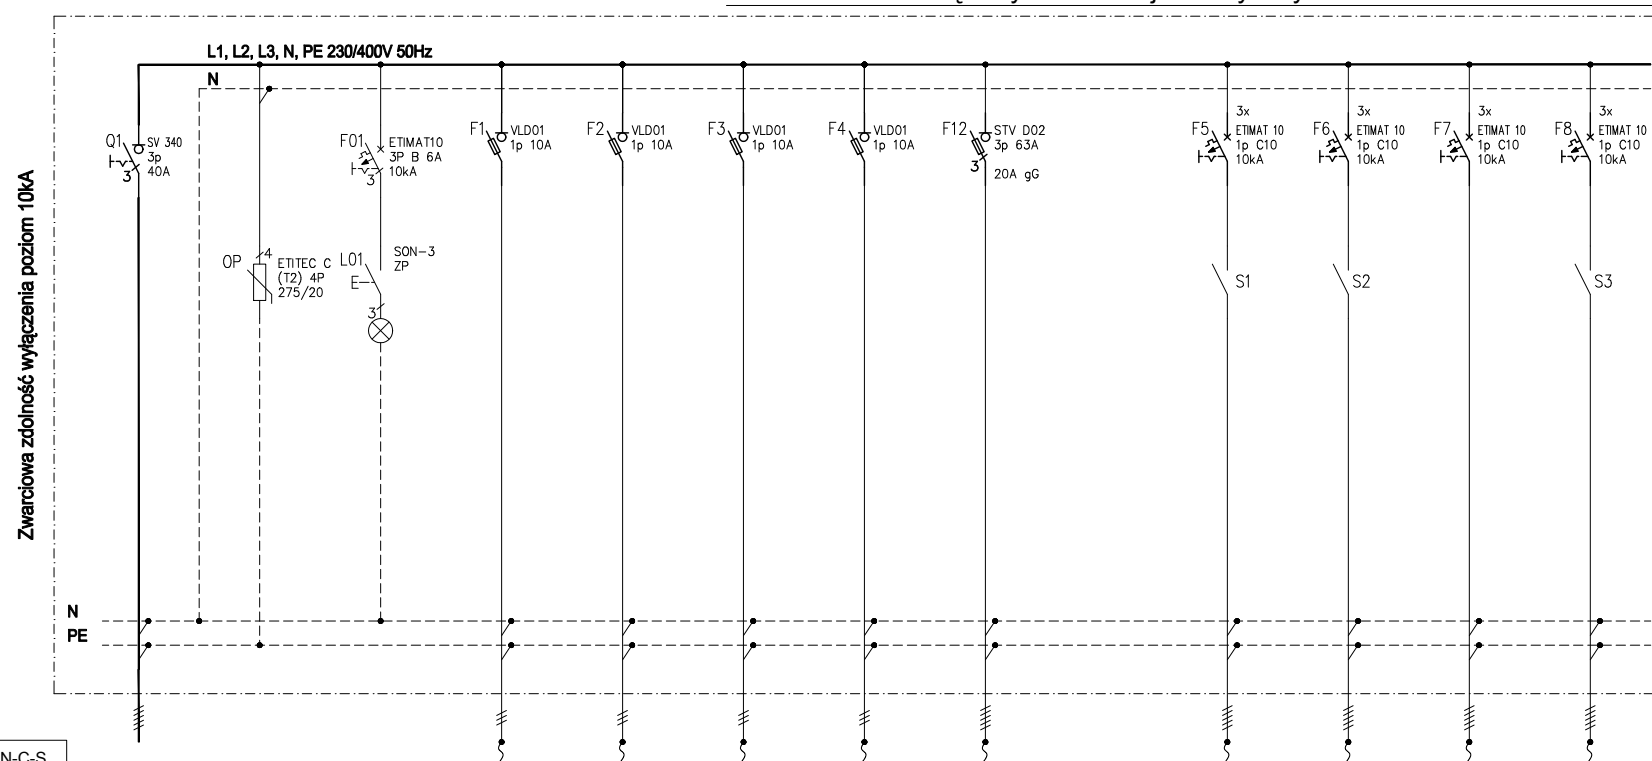 L1, L2, L3, N, PE 230/400V 50Hz
N
Q1
SV 340
3p
40A
3
F01
ETIMAT10
3P B 6A
10kA
3
F1
VLD01
1p 10A
F2
VLD01
1p 10A
F3
VLD01
1p 10A
F4
VLD01
1p 10A
F12
STV D02
3p 63A
3
20A gG
3x
F5
ETIMAT 10
1p C10
10kA
3x
F6
ETIMAT 10
1p C10
10kA
3x
F7
ETIMAT 10
1p C10
10kA
3x
F8
ETIMAT 10
1p C10
10kA
Zwarciowa zdolność wyłączenia poziom 10kA
OP
4
ETITEC C
(T2) 4P
275/20
L01
SON-3
ZP
E
3
S1
S2
S3
N
PE
N-C-S